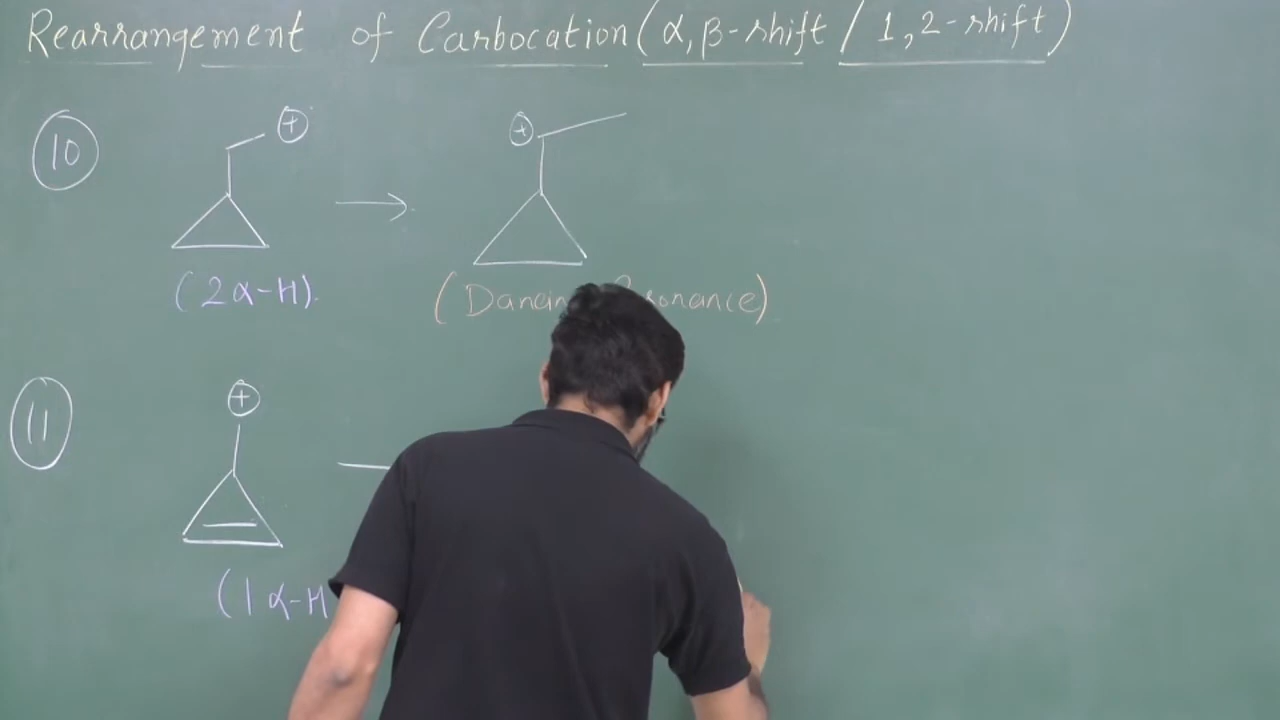 Rearrangement of Carbocation (α,β-shift / 1,2-shift)
10
+
+
(2α-H).
11
+
(1α-H